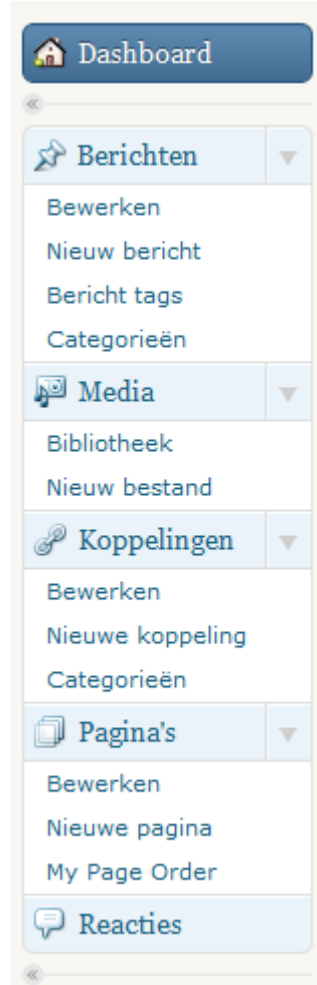 Dashboard
Berichten
Bewerken
Nieuw bericht
Bericht tags
Categorieën
Media
Bibliotheek
Nieuw bestand
Koppelingen
Bewerken
Nieuwe koppeling
Categorieën
Pagina's
Bewerken
Nieuwe pagina
My Page Order
Reacties